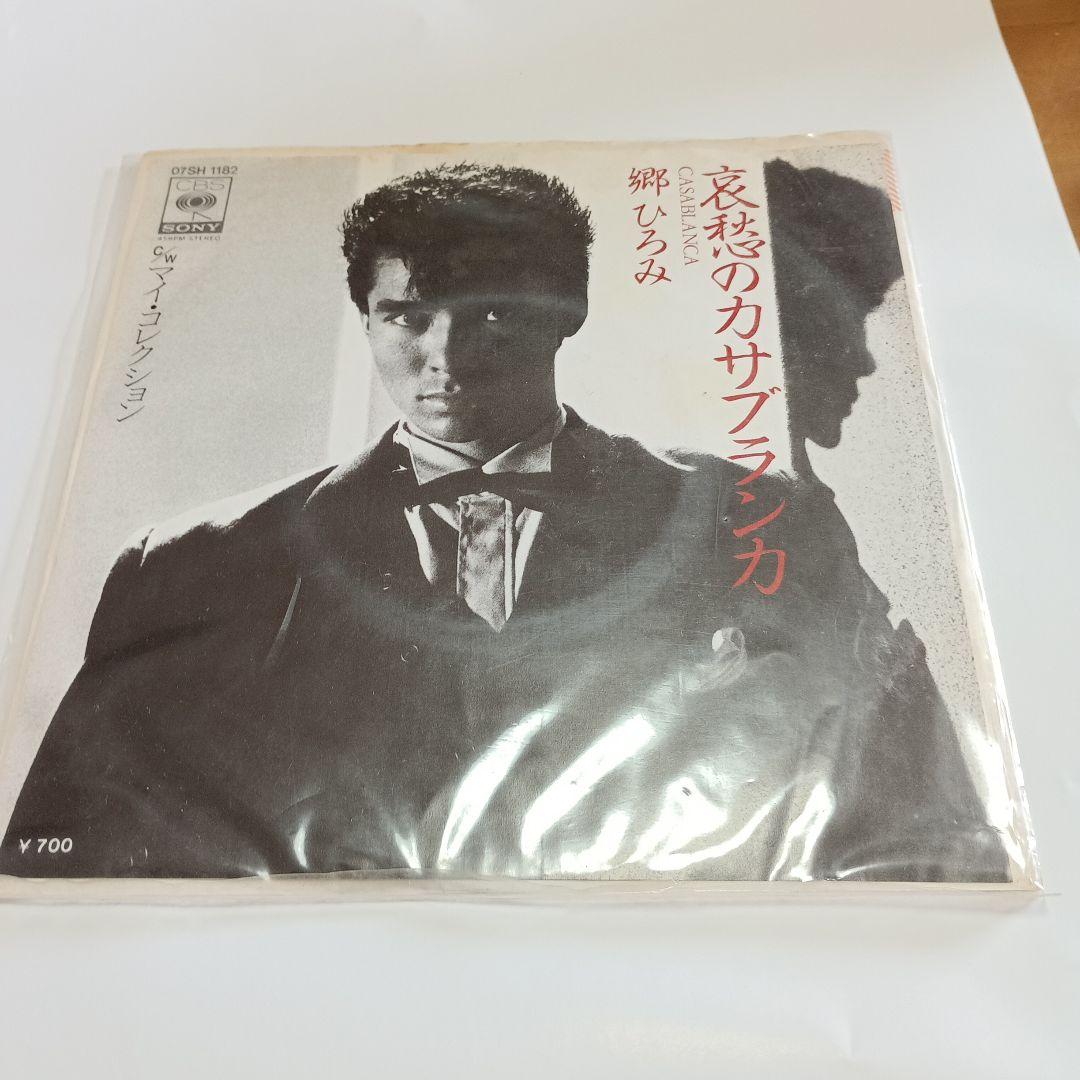 07SH 1182
CBS
SONY
45RPM STEREO
C/W マイ・コレクション
哀愁のカサブランカ
CASABLANCA
郷ひろみ
¥700